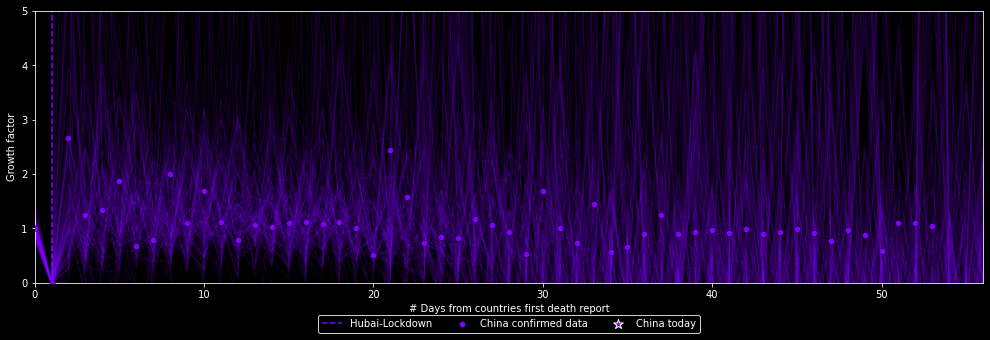 5
4
3
2
1
0
Growth factor
0 10 20 30 40 50
# Days from countries first death report
Hubai-Lockdown China confirmed data China today